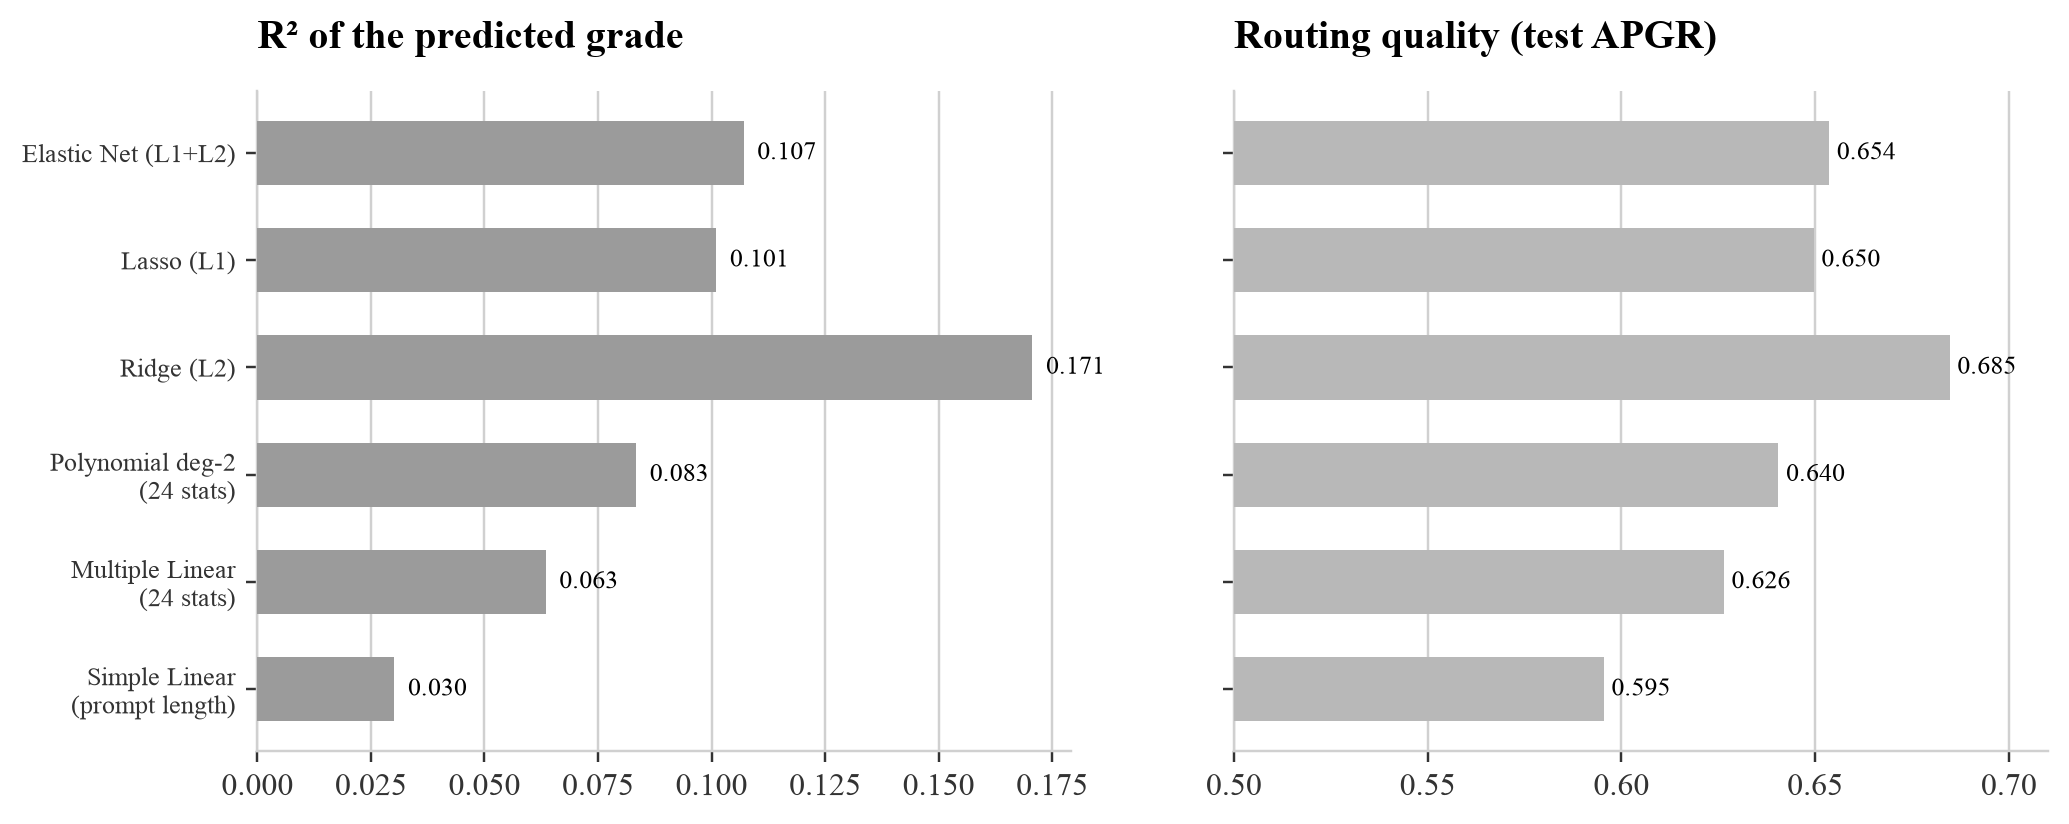 R² of the predicted grade
Elastic Net (L1+L2)
0.107
Lasso (L1)
0.101
Ridge (L2)
0.171
Polynomial deg-2
(24 stats)
0.083
Multiple Linear
(24 stats)
0.063
Simple Linear
(prompt length)
0.030
0.000 0.025 0.050 0.075 0.100 0.125 0.150 0.175
Routing quality (test APGR)
0.654
0.650
0.685
0.640
0.626
0.595
0.50 0.55 0.60 0.65 0.70